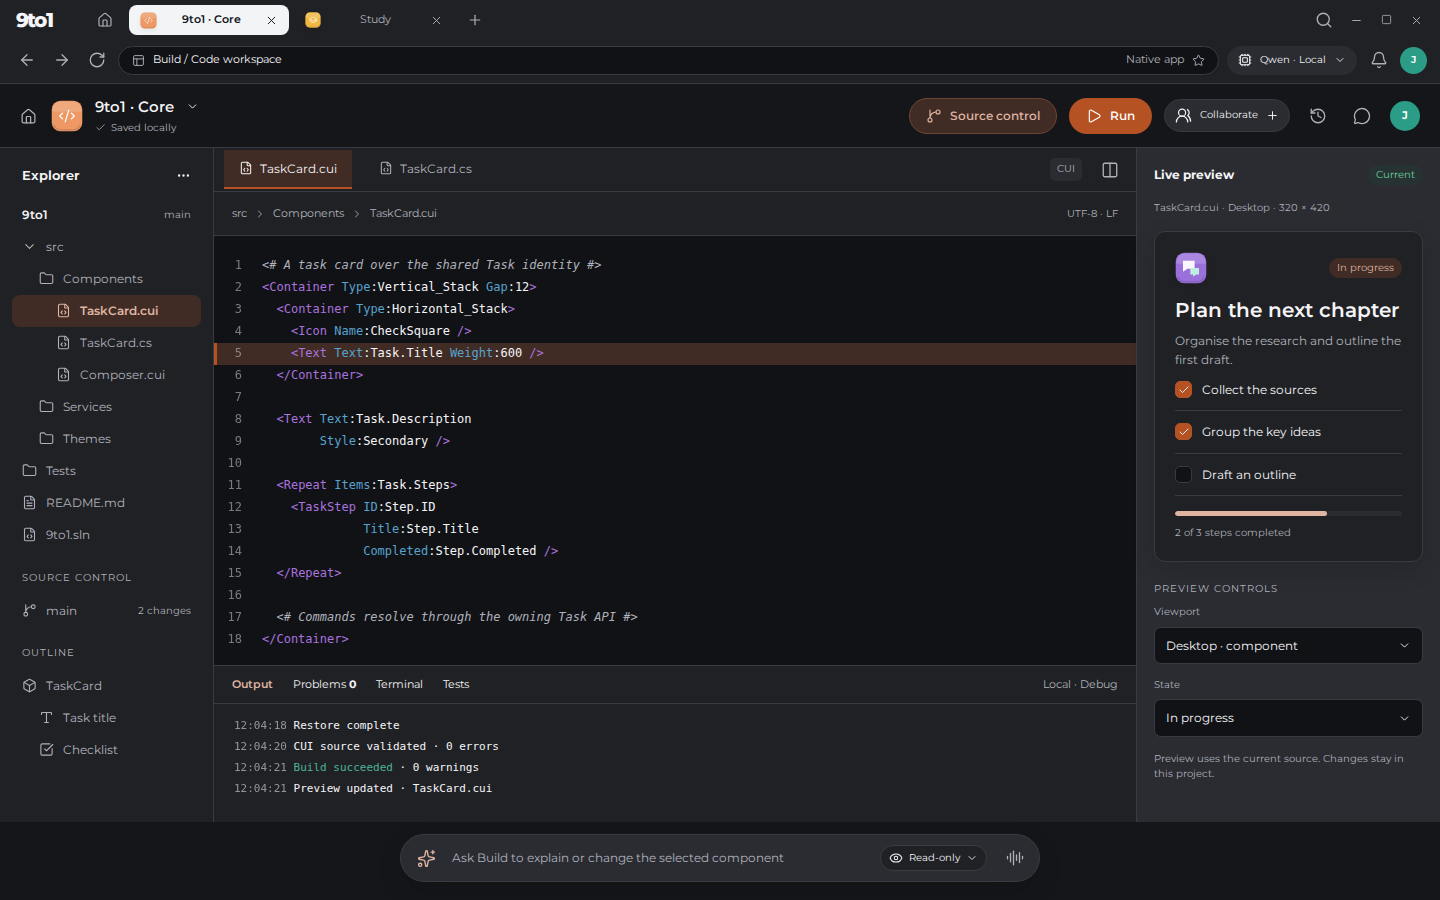 9to1
9to1 · Core
Study
Build / Code workspace
Native app
Qwen · Local
J
9to1 · Core
Saved locally
Source control
Run
Collaborate
J
Explorer
9to1
main
src
Components
TaskCard.cui
TaskCard.cs
Composer.cui
Services
Themes
Tests
README.md
9to1.sln
SOURCE CONTROL
main
2 changes
OUTLINE
TaskCard
Task title
Checklist
TaskCard.cui
TaskCard.cs
CUI
src
Components
TaskCard.cui
UTF-8 · LF
1 <# A task card over the shared Task identity #>
2 <Container Type:Vertical_Stack Gap:12>
3 <Container Type:Horizontal_Stack>
4 <Icon Name:CheckSquare />
5 <Text Text:Task.Title Weight:600 />
6 </Container>
7
8 <Text Text:Task.Description
9 Style:Secondary />
10
11 <Repeat Items:Task.Steps>
12 <TaskStep ID:Step.ID
13 Title:Step.Title
14 Completed:Step.Completed />
15 </Repeat>
16
17 <# Commands resolve through the owning Task API #>
18 </Container>
Output
Problems 0
Terminal
Tests
Local · Debug
12:04:18 Restore complete
12:04:20 CUI source validated · 0 errors
12:04:21 Build succeeded · 0 warnings
12:04:21 Preview updated · TaskCard.cui
Live preview
Current
TaskCard.cui · Desktop · 320 × 420
In progress
Plan the next chapter
Organise the research and outline the
first draft.
Collect the sources
Group the key ideas
Draft an outline
2 of 3 steps completed
PREVIEW CONTROLS
Viewport
Desktop · component
State
In progress
Preview uses the current source. Changes stay in
this project.
Ask Build to explain or change the selected component
Read-only